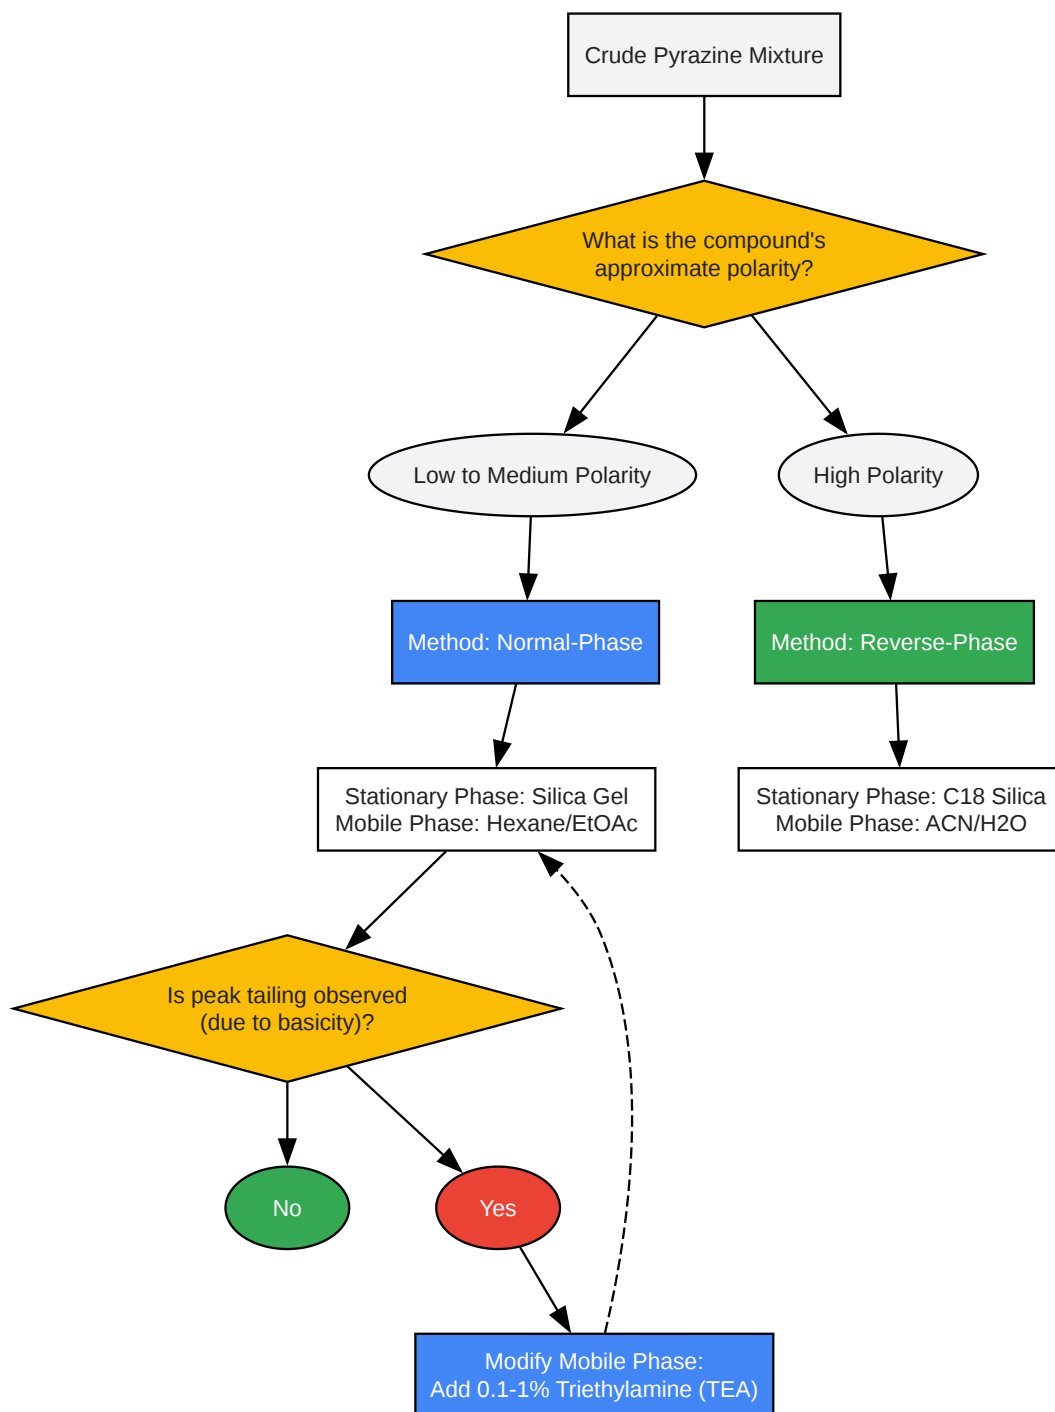 Crude Pyrazine Mixture
What is the compound's
approximate polarity?
Low to Medium Polarity
High Polarity
Method: Normal-Phase
Method: Reverse-Phase
Stationary Phase: Silica Gel
Mobile Phase: Hexane/EtOAc
Stationary Phase: C18 Silica
Mobile Phase: ACN/H2O
Is peak tailing observed
(due to basicity)?
No
Yes
Modify Mobile Phase:
Add 0.1-1% Triethylamine (TEA)